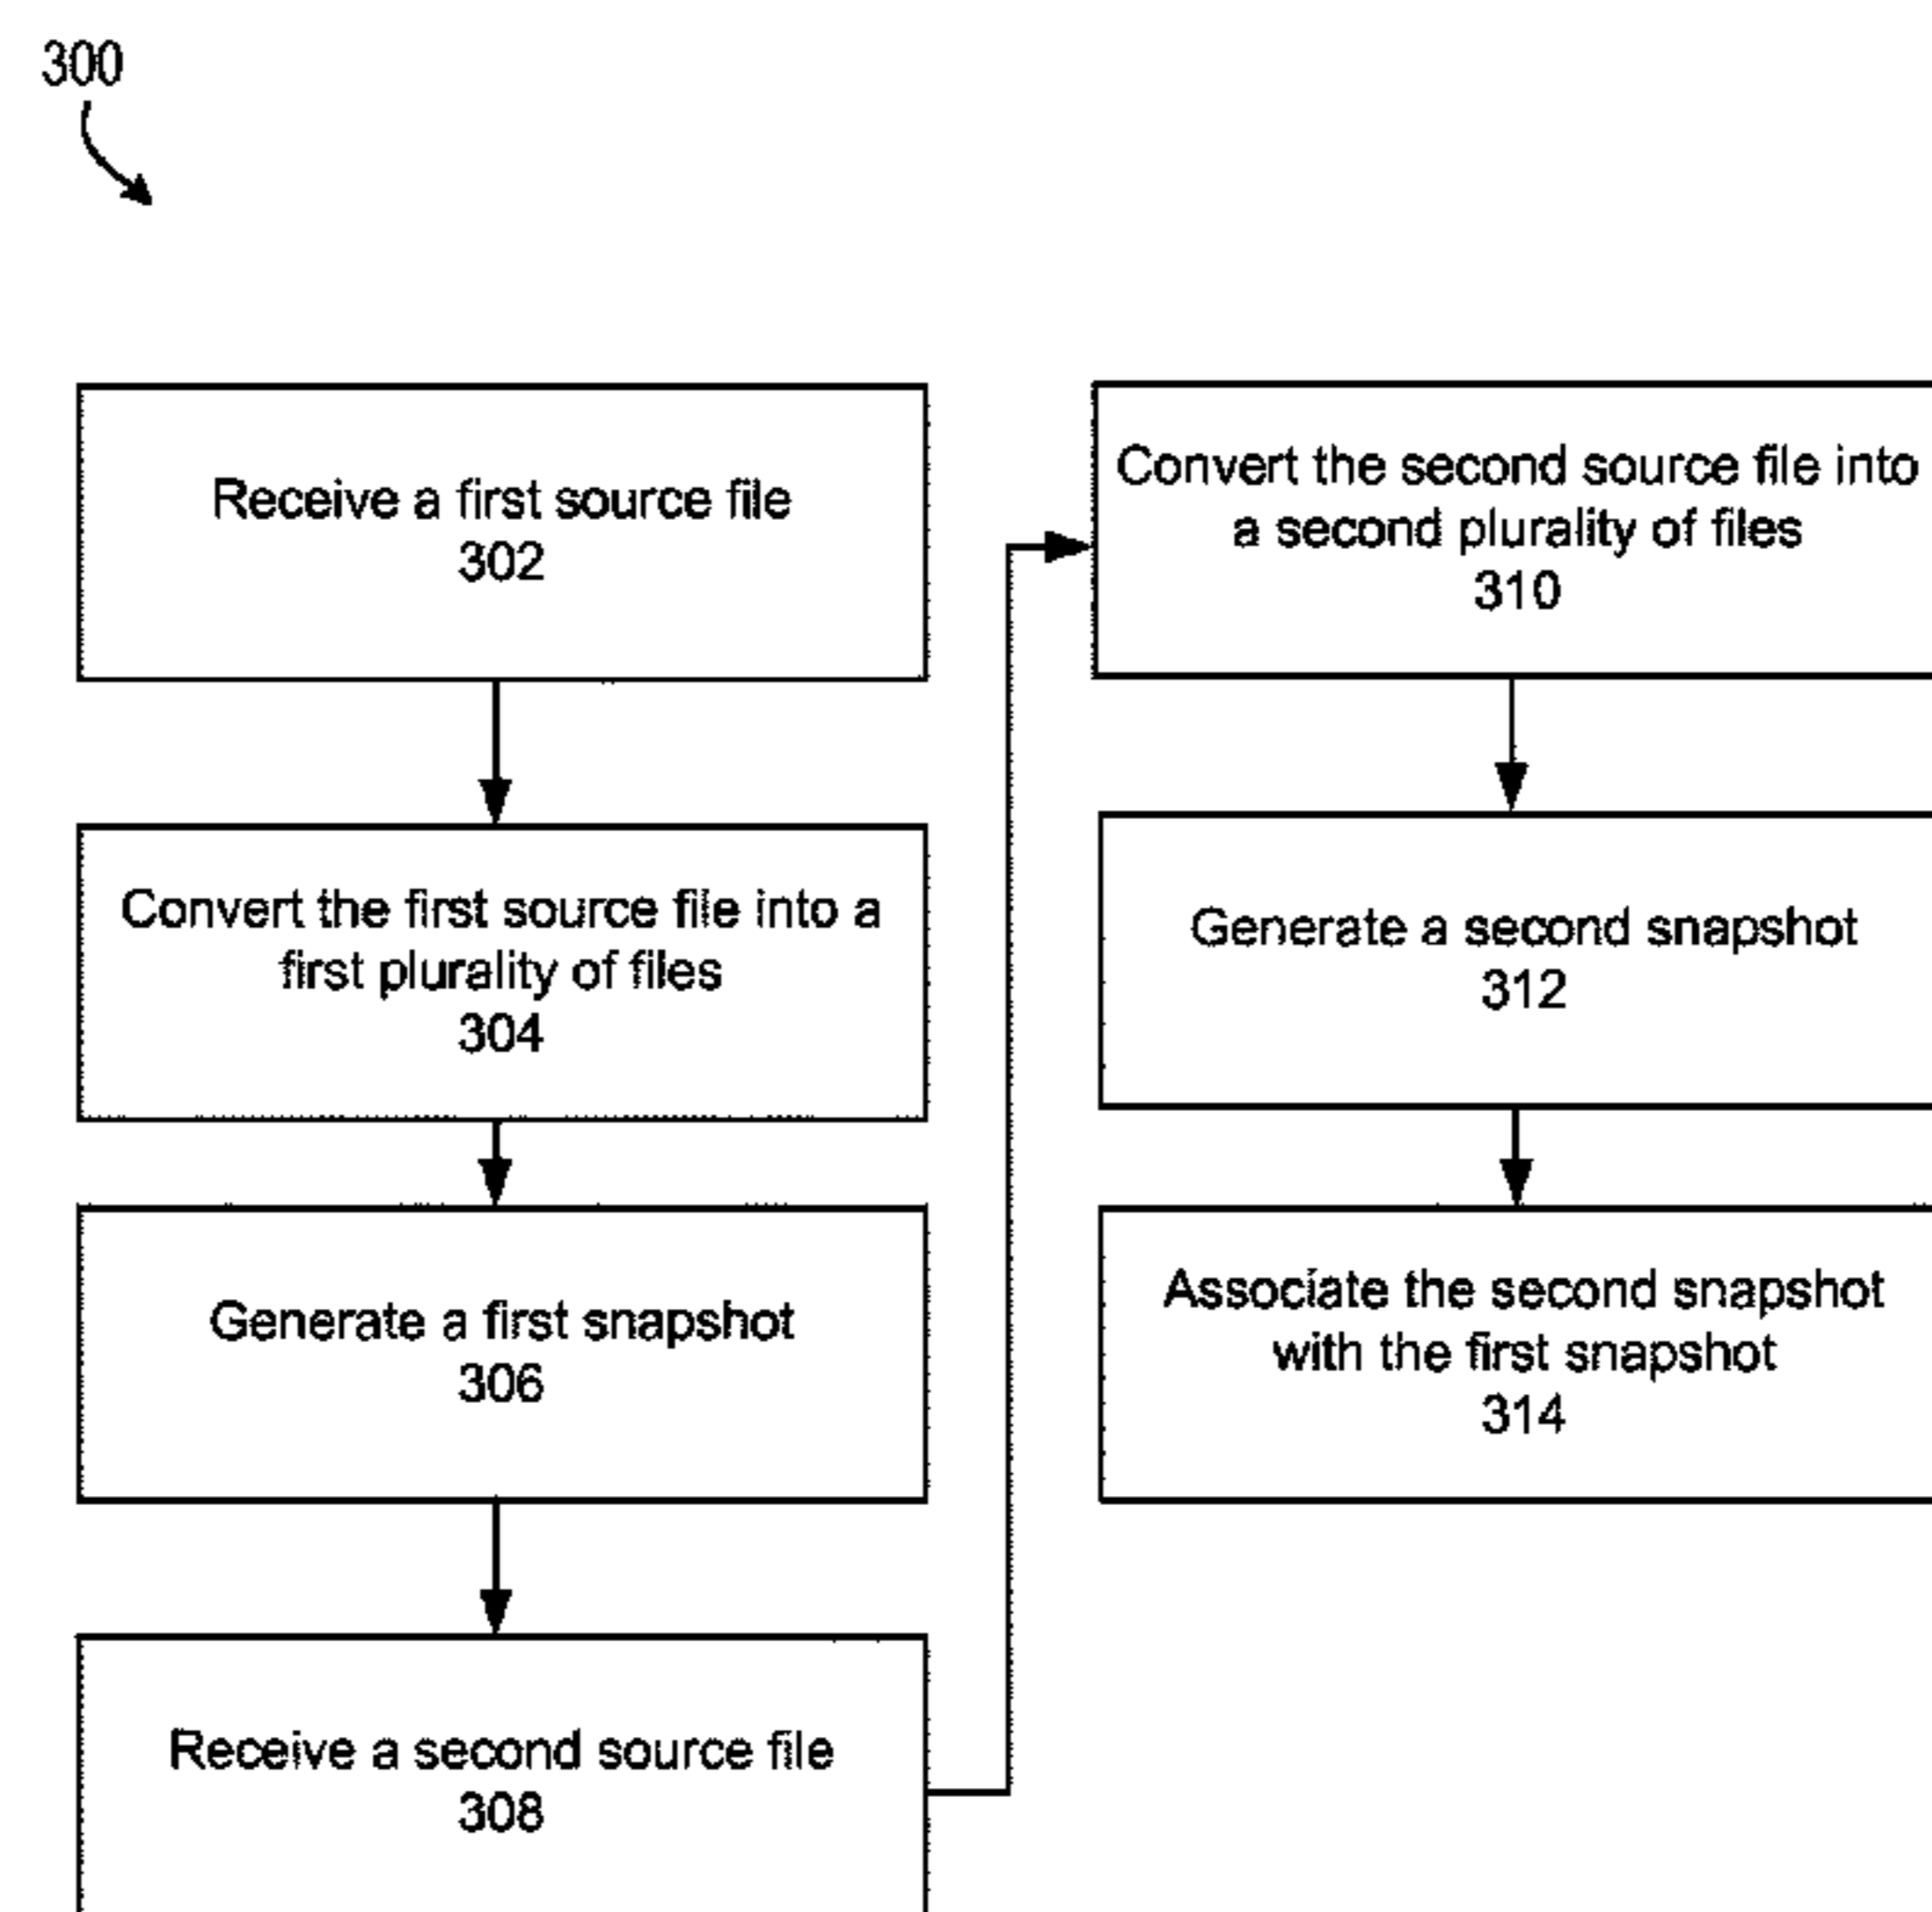 300
Receive a first source file
302
Convert the first source file into a
first plurality of files
304
Generate a first snapshot
306
Receive a second source file
308
Convert the second source file into
a second plurality of files
310
Generate a second snapshot
312
Associate the second snapshot
with the first snapshot
314